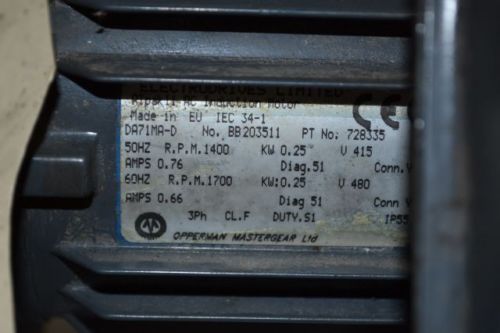 ELECTRODRIVES LIMITED
Alpak11 AC Induction Motor
Made in EU IEC 34-1
DA71MA-D No. BB203511 PT No: 728335
50HZ R.P.M.1400 KW 0.25 V 415
AMPS 0.76 Diag.51 Conn.Y
60HZ R.P.M.1700 KW:0.25 V 480
AMPS 0.66 Diag 51 Conn Y
3Ph CL.F DUTY.S1 IP55
OPPERMAN MASTERGEAR Ltd
CE